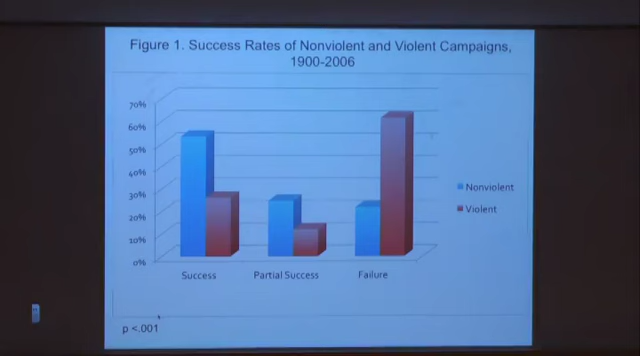 Figure 1. Success Rates of Nonviolent and Violent Campaigns,
1900-2006
70%
60%
50%
40%
30%
20%
10%
0%
Nonviolent
Violent
Success Partial Success Failure
p <.001